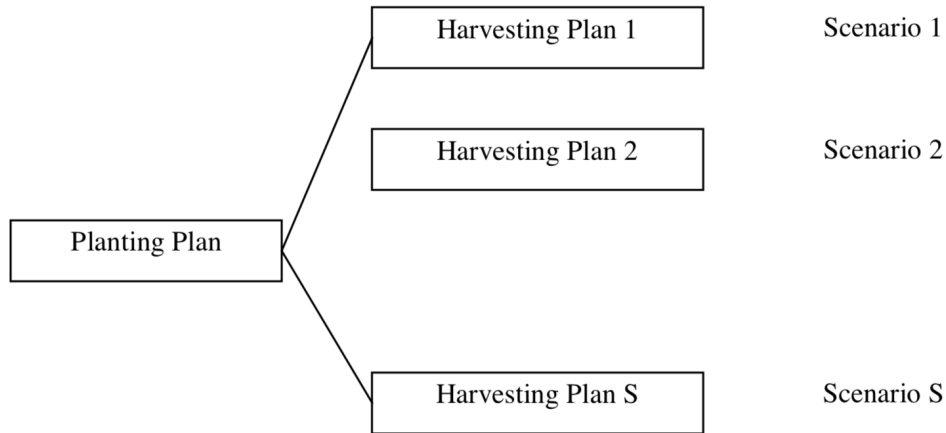 Harvesting Plan 1 Scenario 1
Harvesting Plan 2 Scenario 2
Planting Plan
Harvesting Plan S Scenario S